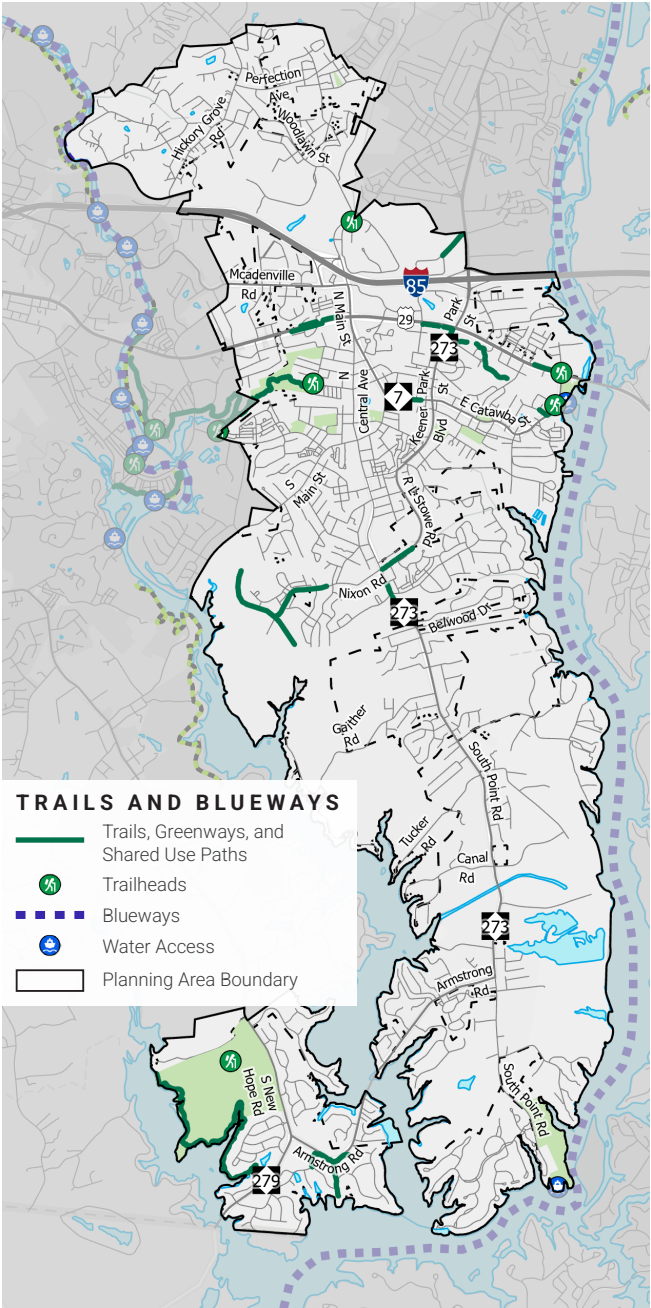 Perfection
Ave
Hickory Grove
Rd
Woodlawn St
Mcadenville
Rd
85
N Main St
29
Park
St
273
N
Central Ave
7
Keener
Blvd
Park
St
E Catawba St
S
Main St
R L Stowe Rd
Nixon Rd
273
Belwood Dr
Gaither
Rd
South Point Rd
TRAILS AND BLUEWAYS
Trails, Greenways, and
Shared Use Paths
Trailheads
Blueways
Water Access
Planning Area Boundary
Tucker
Rd
Canal
Rd
273
Armstrong
Rd
S New
Hope Rd
South Point Rd
Armstrong Rd
279